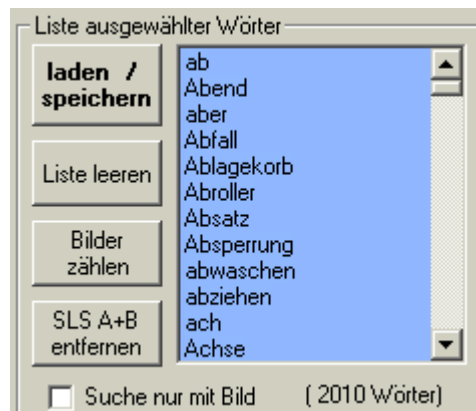 Liste ausgewählter Wörter
laden /
speichern
Liste leeren
Bilder
zählen
SLS A+B
entfernen
ab
Abend
aber
Abfall
Ablagekorb
Abroller
Absatz
Absperrung
abwaschen
abziehen
ach
Achse
Suche nur mit Bild
( 2010 Wörter)